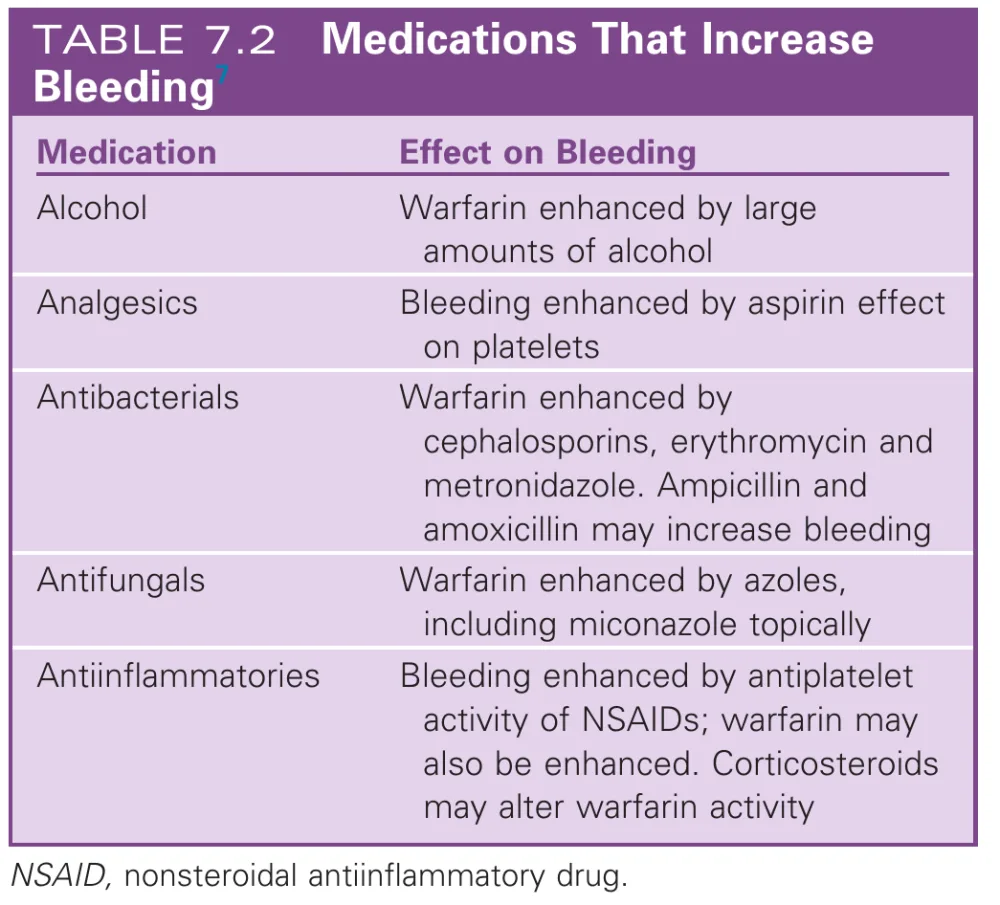 TABLE 7.2 Medications That Increase
Bleeding7
Medication Effect on Bleeding
Alcohol Warfarin enhanced by large
amounts of alcohol
Analgesics Bleeding enhanced by aspirin effect
on platelets
Antibacterials Warfarin enhanced by
cephalosporins, erythromycin and
metronidazole. Ampicillin and
amoxicillin may increase bleeding
Antifungals Warfarin enhanced by azoles,
including miconazole topically
Antiinflammatories Bleeding enhanced by antiplatelet
activity of NSAIDs; warfarin may
also be enhanced. Corticosteroids
may alter warfarin activity
NSAID, nonsteroidal antiinflammatory drug.